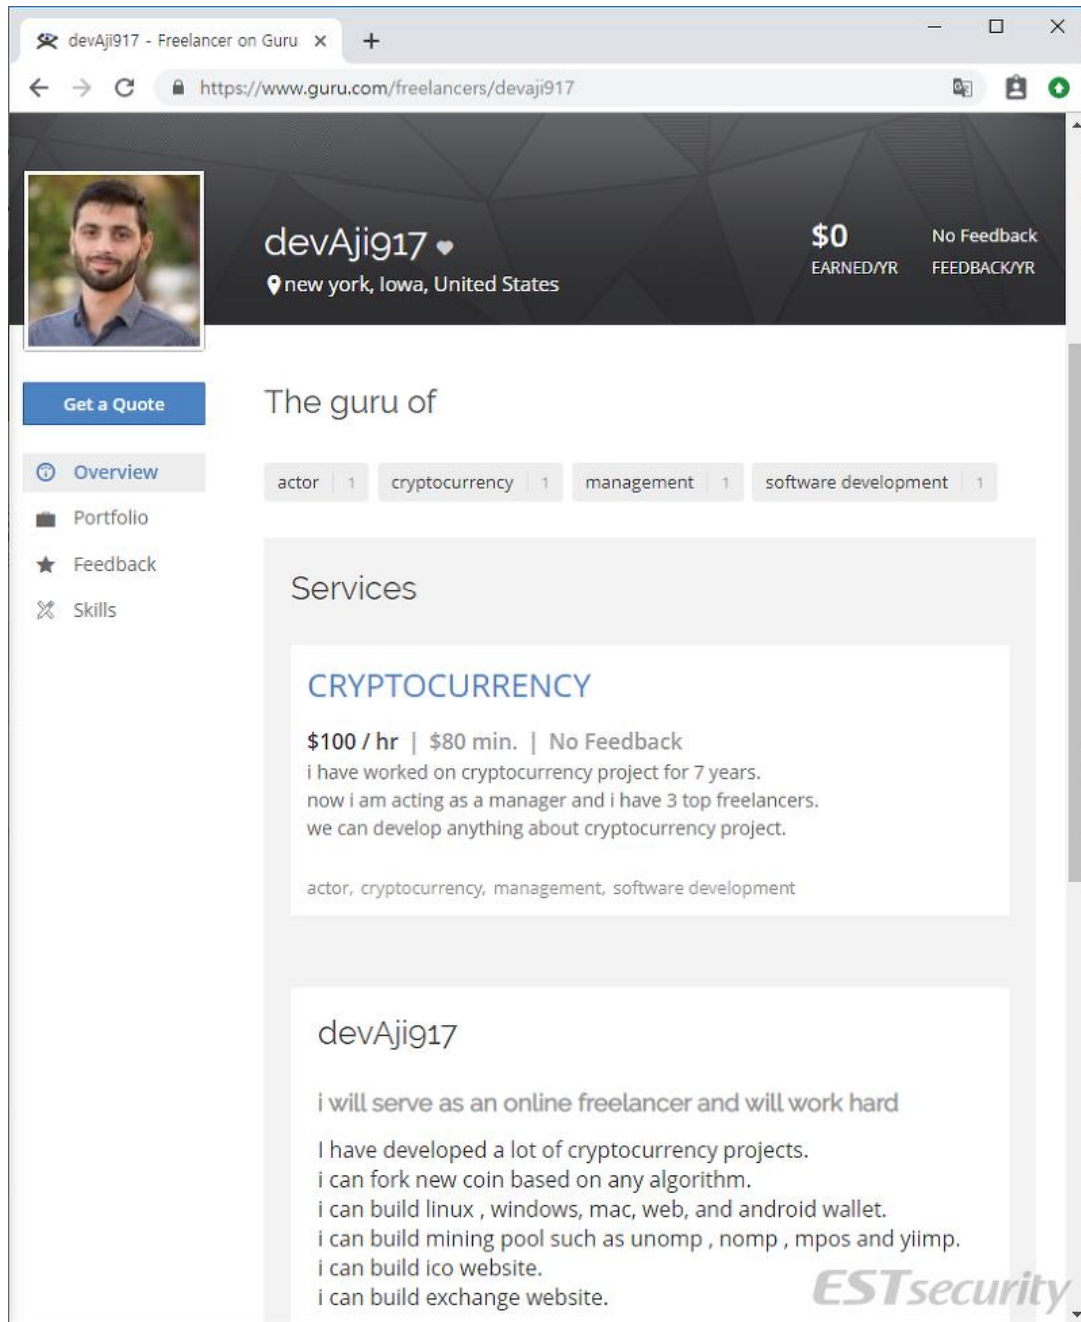 devAji917 - Freelancer on Guru
https://www.guru.com/freelancers/devaji917
devAji917
new york, Iowa, United States
$0
EARNED/YR
No Feedback
FEEDBACK/YR
Get a Quote
Overview
Portfolio
Feedback
Skills
The guru of
actor 1 cryptocurrency 1 management 1 software development 1
Services
CRYPTOCURRENCY
$100 / hr | $80 min. | No Feedback
i have worked on cryptocurrency project for 7 years.
now i am acting as a manager and i have 3 top freelancers.
we can develop anything about cryptocurrency project.
actor, cryptocurrency, management, software development
devAji917
i will serve as an online freelancer and will work hard
I have developed a lot of cryptocurrency projects.
i can fork new coin based on any algorithm.
i can build linux , windows, mac, web, and android wallet.
i can build mining pool such as unomp , nomp , mpos and yiimp.
i can build ico website.
i can build exchange website.
ESTsecurity